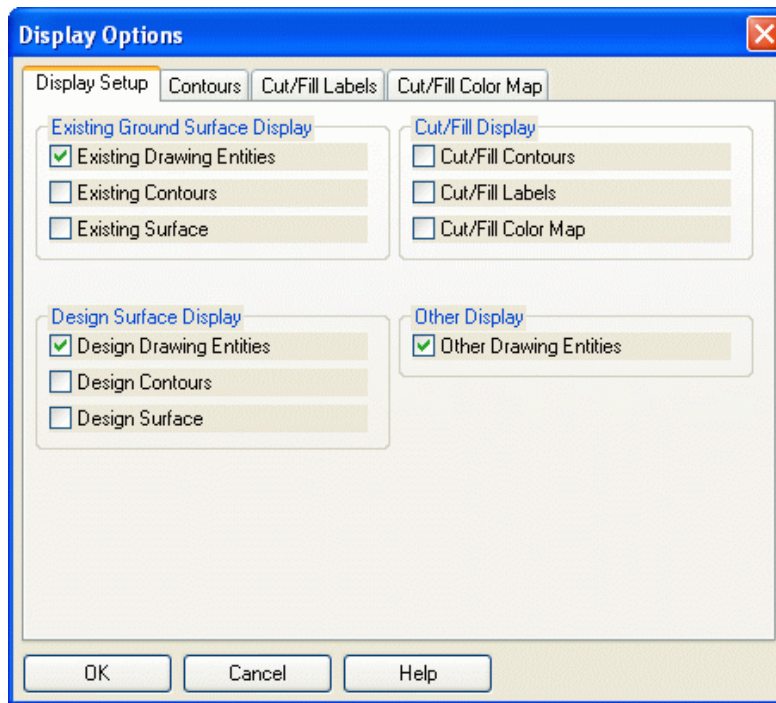 Display Options
Display Setup
Contours
Cut/Fill Labels
Cut/Fill Color Map
Existing Ground Surface Display
Existing Drawing Entities
Existing Contours
Existing Surface
Cut/Fill Display
Cut/Fill Contours
Cut/Fill Labels
Cut/Fill Color Map
Design Surface Display
Design Drawing Entities
Design Contours
Design Surface
Other Display
Other Drawing Entities
OK
Cancel
Help